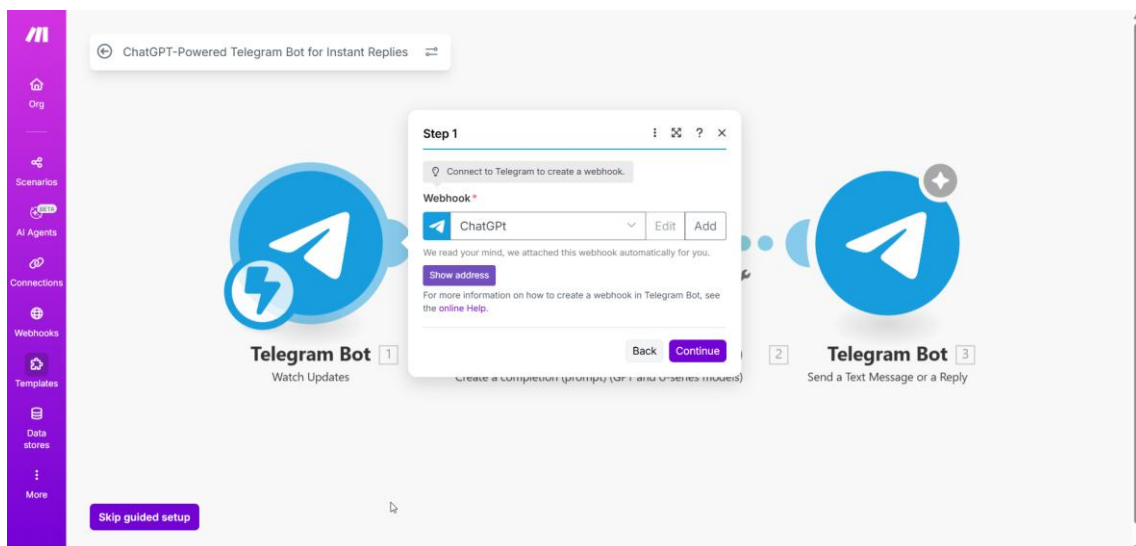 ChatGPT-Powered Telegram Bot for Instant Replies
Org
Scenarios
BETA
AI Agents
Connections
Webhooks
Templates
Data
stores
More
Step 1
?
Connect to Telegram to create a webhook.
Webhook *
ChatGPt
Edit
Add
We read your mind, we attached this webhook automatically for you.
Show address
For more information on how to create a webhook in Telegram Bot, see
the online Help.
Back
Continue
Telegram Bot 1
Watch Updates
2
Create a completion (prompt) (GPT and o-series models)
Telegram Bot 3
Send a Text Message or a Reply
Skip guided setup